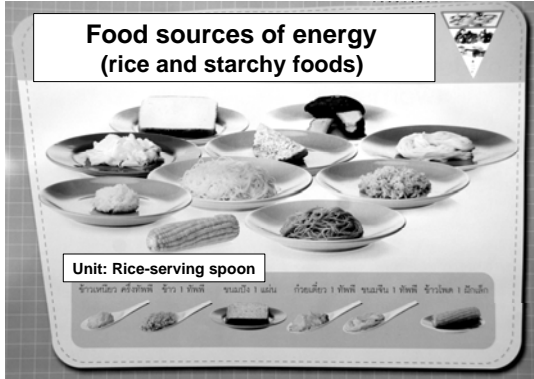 Food sources of energy
(rice and starchy foods)
Unit: Rice-serving spoon
ข้าวเหนียว ครึ่งทัพพี ข้าว 1 ทัพพี ขนมปัง 1 แผ่น ก๋วยเตี๋ยว 1 ทัพพี ขนมจีน 1 ทัพพี ข้าวโพด 1 ฝักเล็ก